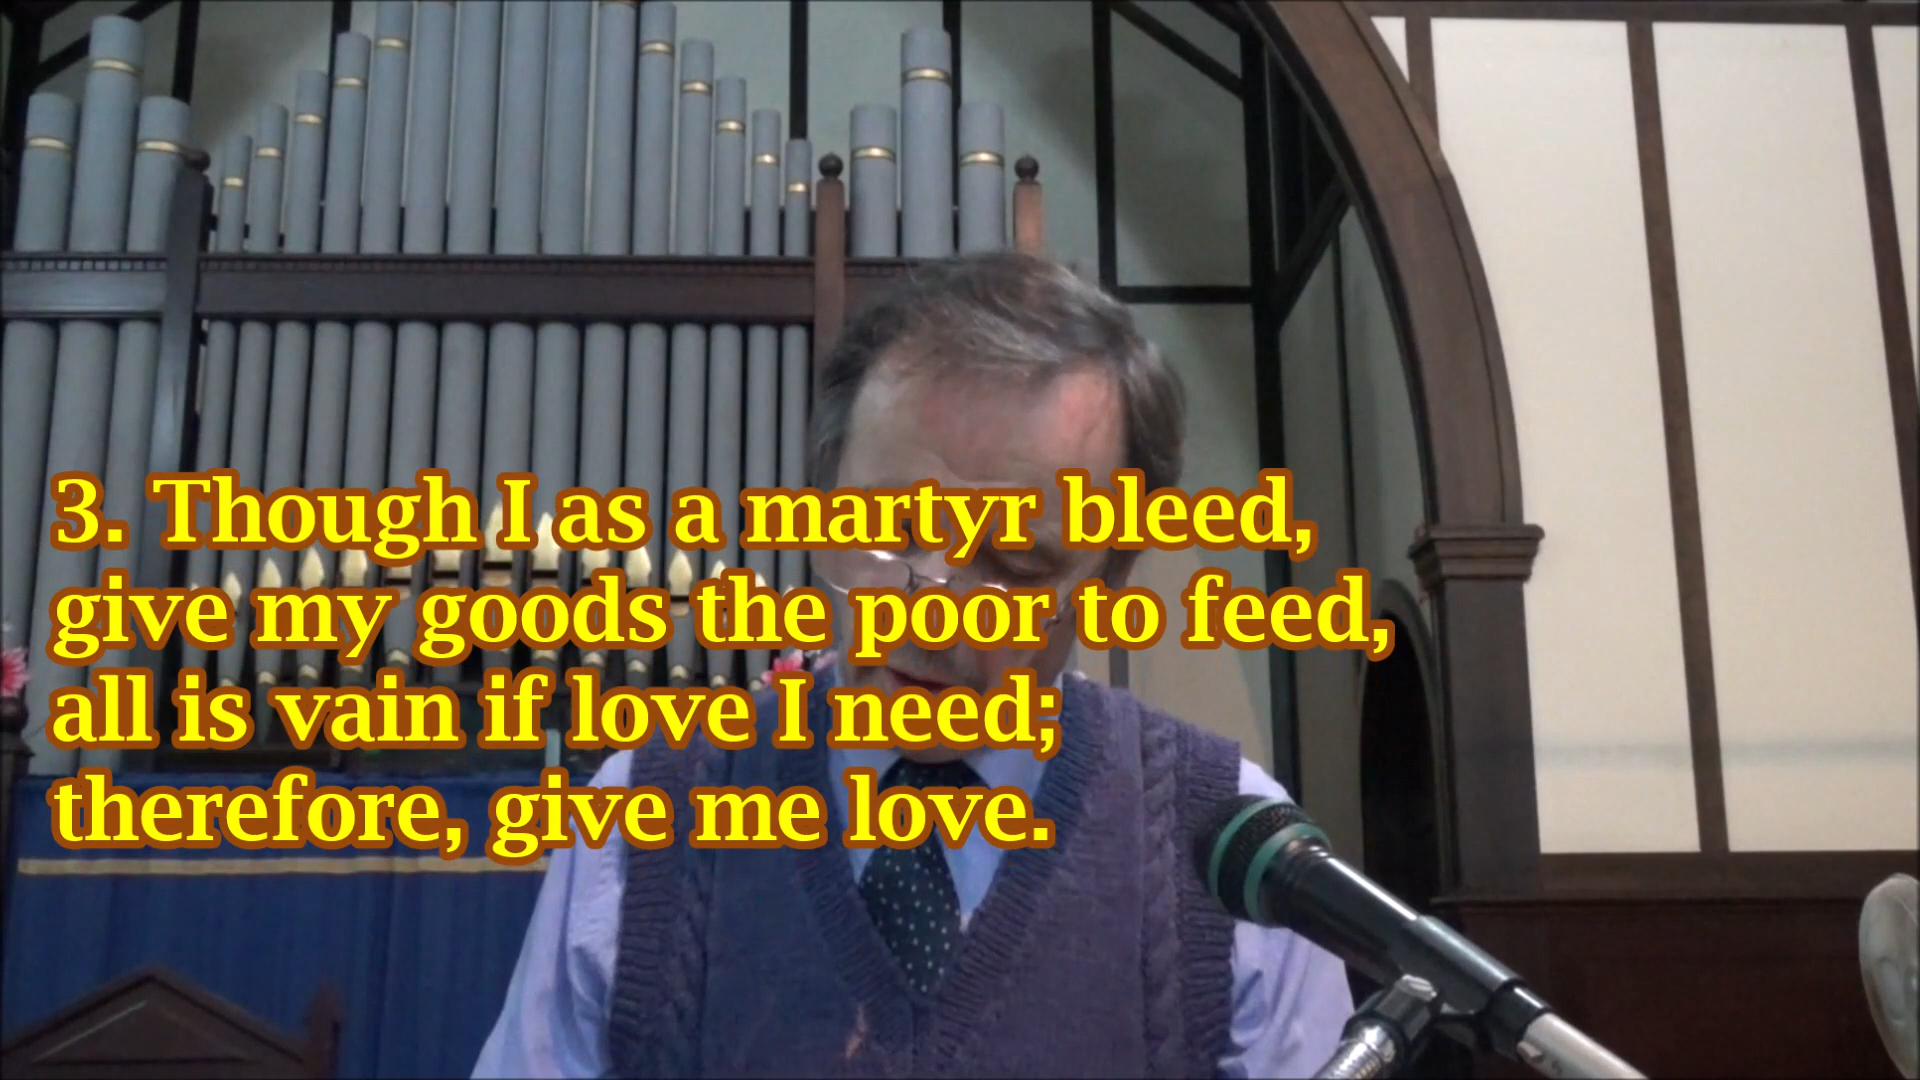 3. Though I as a martyr bleed,
give my goods the poor to feed,
all is vain if love I need;
therefore, give me love.